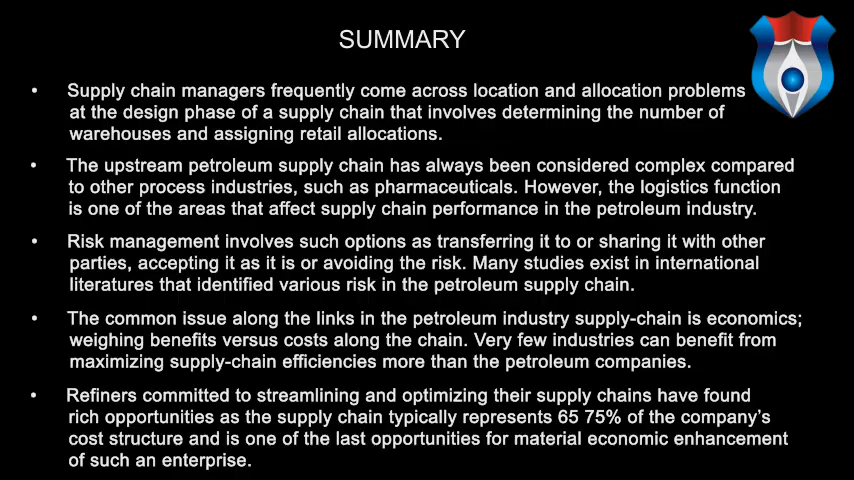 SUMMARY
• Supply chain managers frequently come across location and allocation problems
at the design phase of a supply chain that involves determining the number of
warehouses and assigning retail allocations.
• The upstream petroleum supply chain has always been considered complex compared
to other process industries, such as pharmaceuticals. However, the logistics function
is one of the areas that affect supply chain performance in the petroleum industry.
• Risk management involves such options as transferring it to or sharing it with other
parties, accepting it as it is or avoiding the risk. Many studies exist in international
literatures that identified various risk in the petroleum supply chain.
• The common issue along the links in the petroleum industry supply-chain is economics;
weighing benefits versus costs along the chain. Very few industries can benefit from
maximizing supply-chain efficiencies more than the petroleum companies.
• Refiners committed to streamlining and optimizing their supply chains have found
rich opportunities as the supply chain typically represents 65 75% of the company's
cost structure and is one of the last opportunities for material economic enhancement
of such an enterprise.